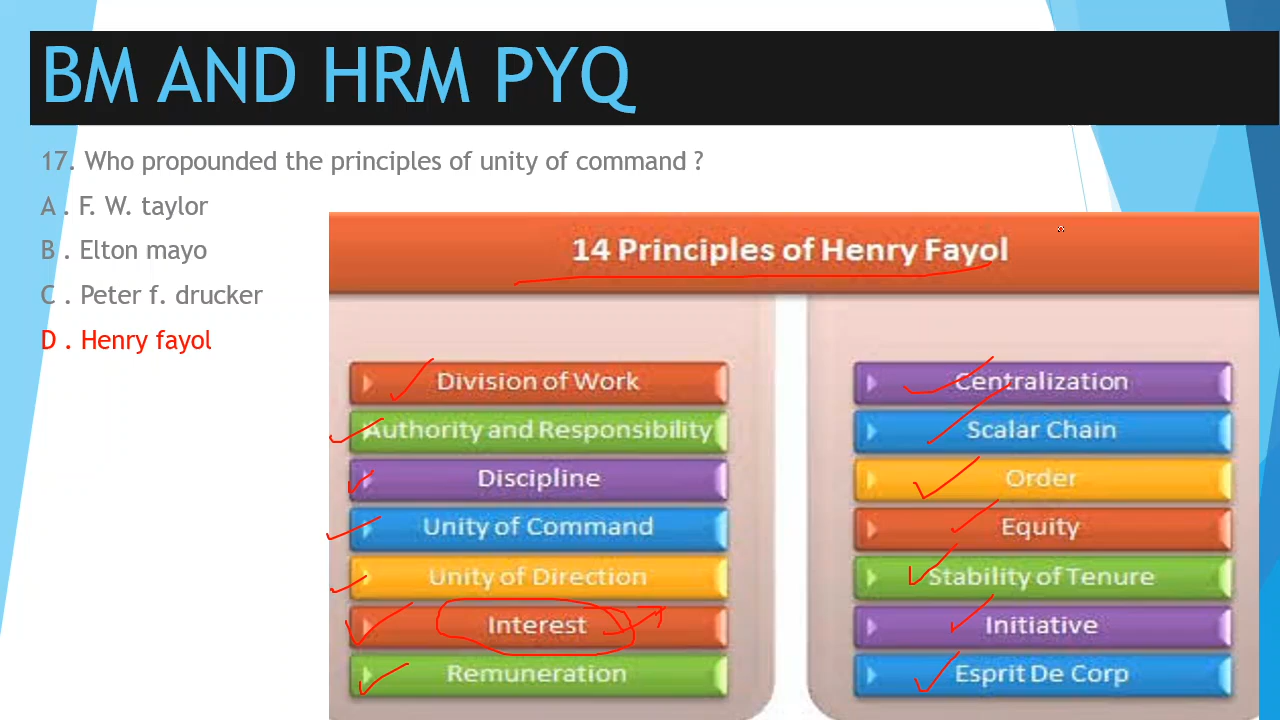 BM AND HRM PYQ
17. Who propounded the principles of unity of command ?
A . F. W. taylor
B . Elton mayo
C . Peter f. drucker
D . Henry fayol
14 Principles of Henry Fayol
Division of Work
Authority and Responsibility
Discipline
Unity of Command
Unity of Direction
Interest
Remuneration
Centralization
Scalar Chain
Order
Equity
Stability of Tenure
Initiative
Esprit De Corp